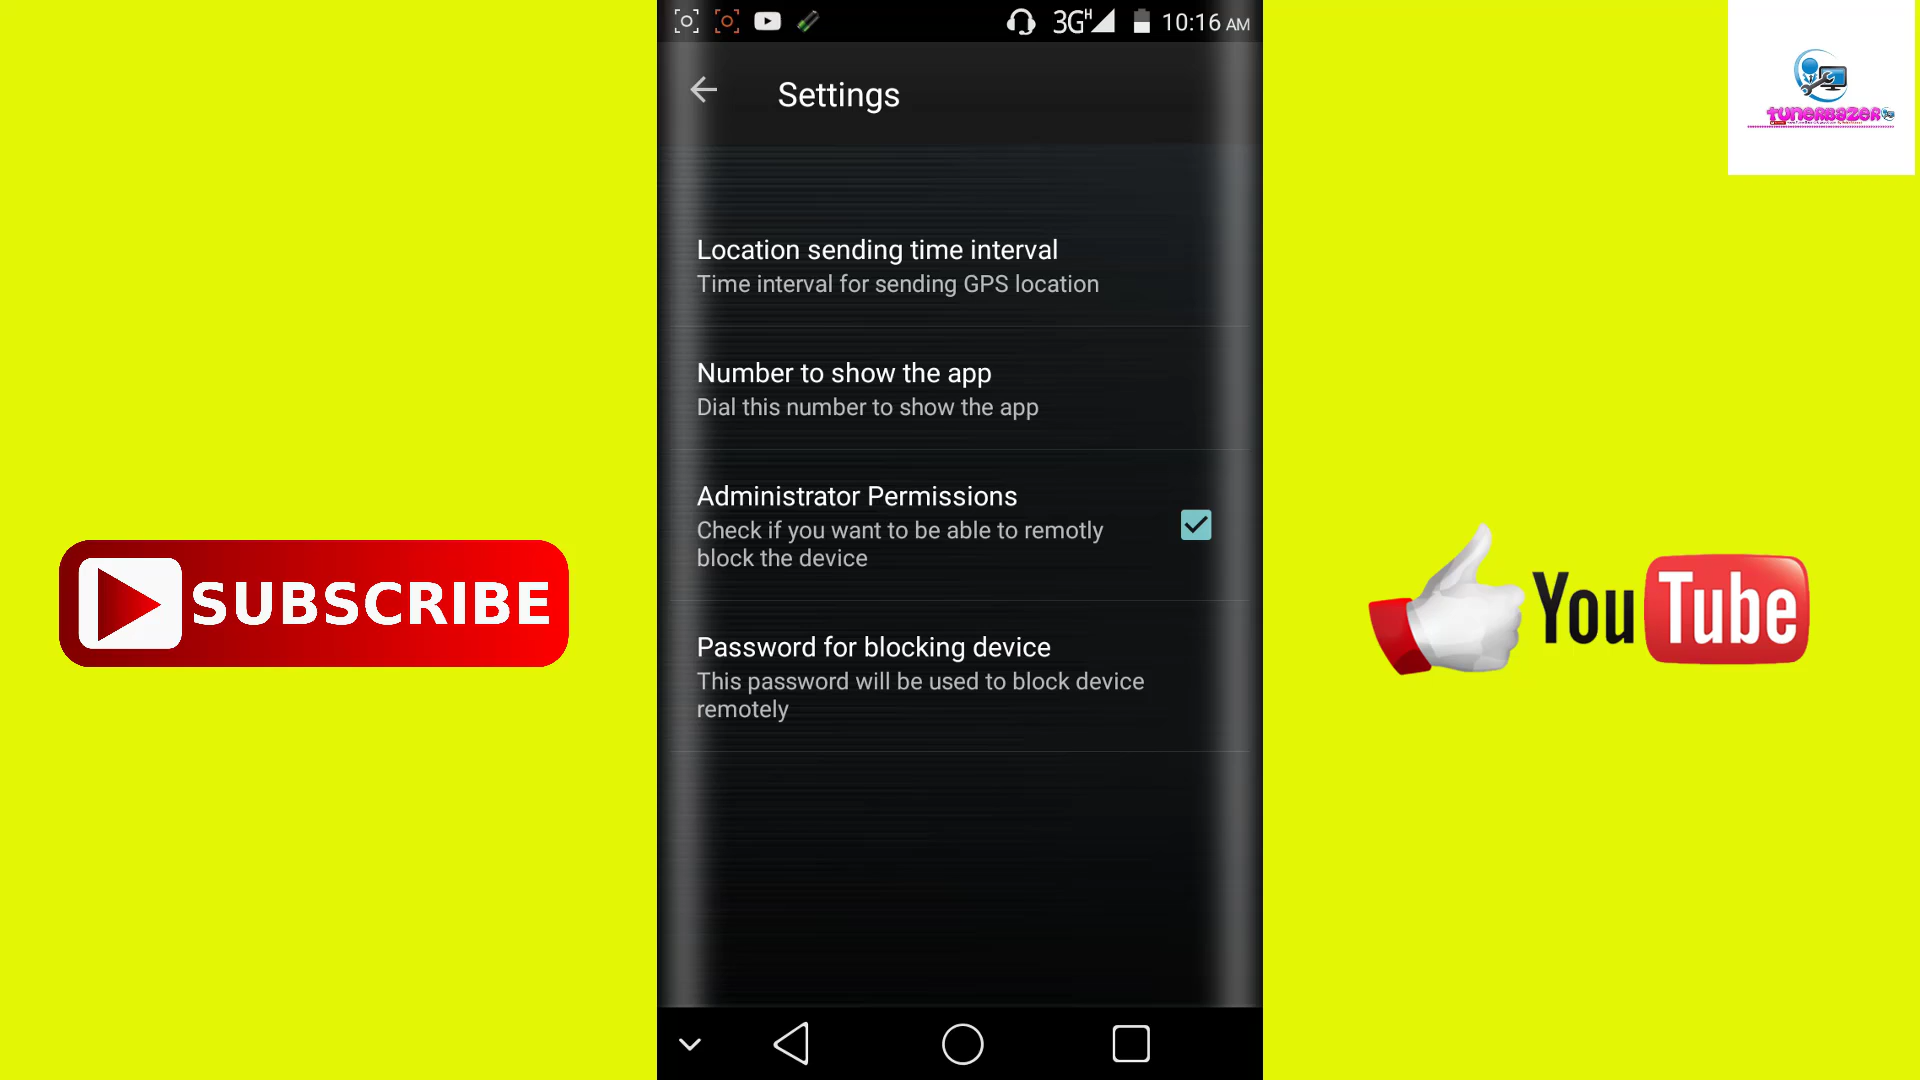 3G H 10:16 AM
TUNERBAZER
Settings
Location sending time interval
Time interval for sending GPS location
Number to show the app
Dial this number to show the app
Administrator Permissions
Check if you want to be able to remotly
block the device
SUBSCRIBE
YouTube
Password for blocking device
This password will be used to block device
remotely